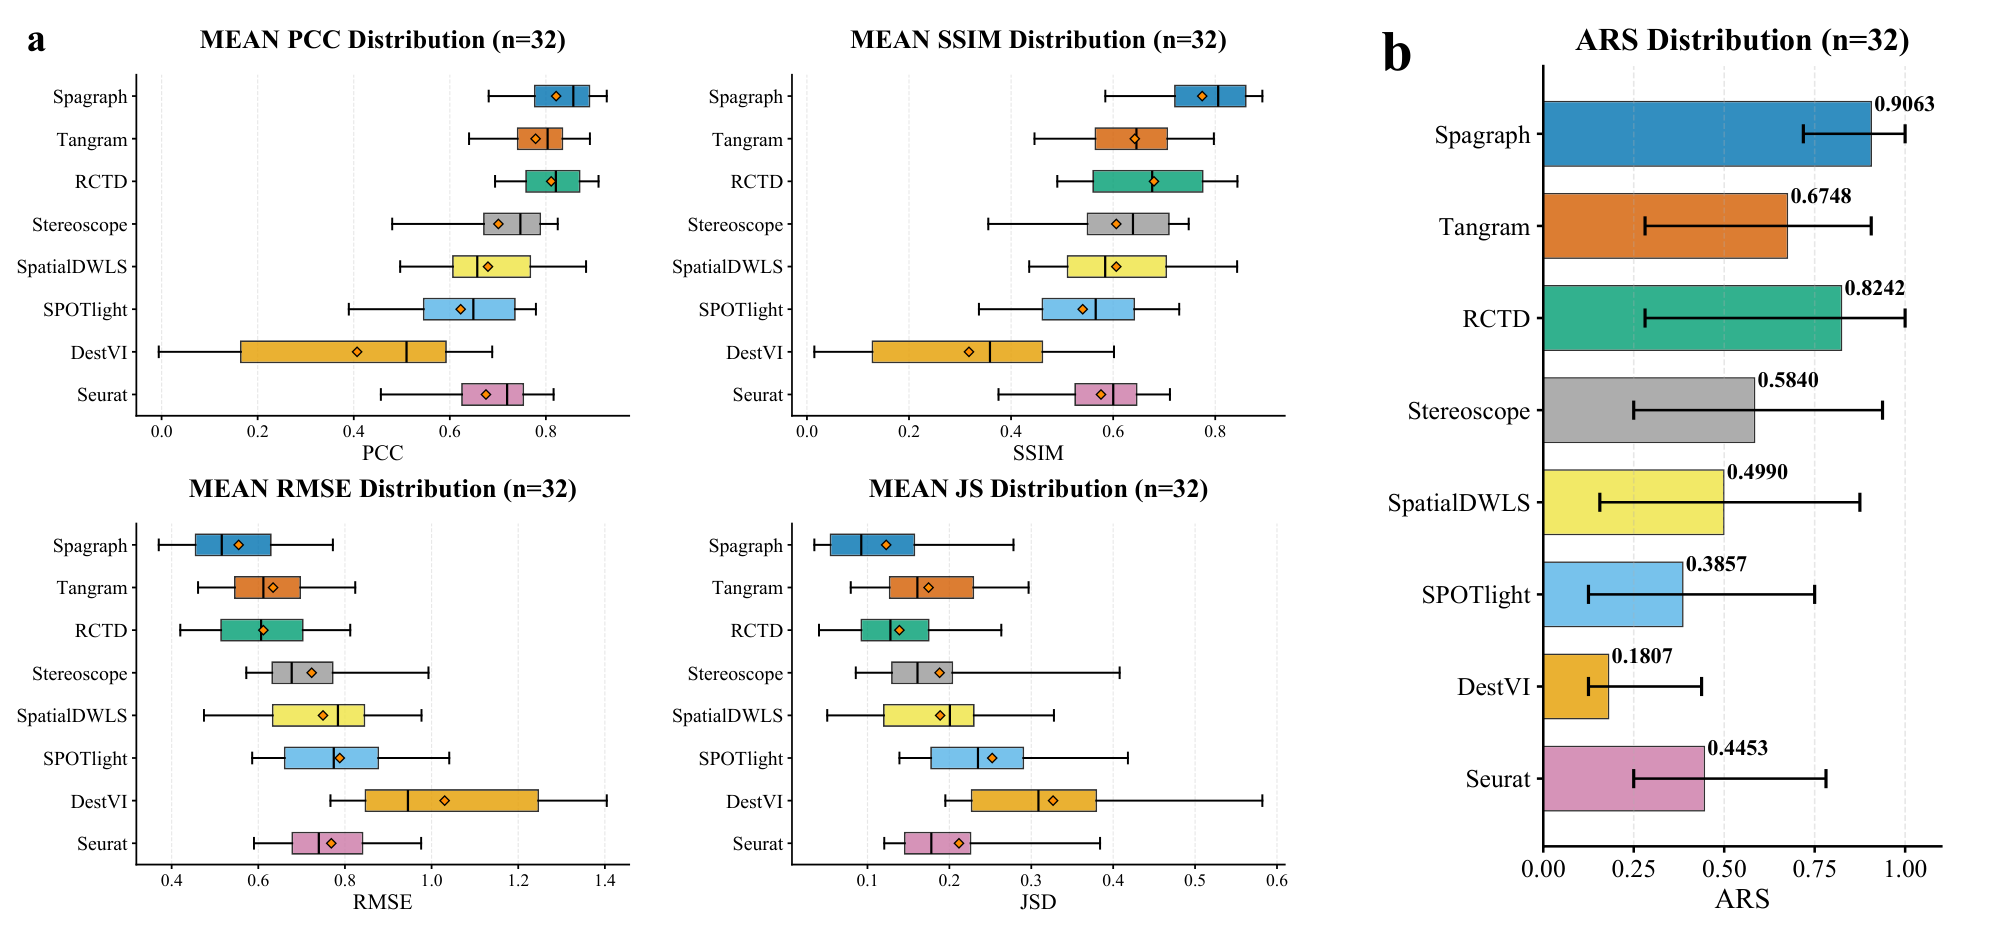 a
MEAN PCC Distribution (n=32)
Spagraph
Tangram
RCTD
Stereoscope
SpatialDWLS
SPOTlight
DestVI
Seurat
0.0 0.2 0.4 0.6 0.8
PCC
MEAN SSIM Distribution (n=32)
Spagraph
Tangram
RCTD
Stereoscope
SpatialDWLS
SPOTlight
DestVI
Seurat
0.0 0.2 0.4 0.6 0.8
SSIM
MEAN RMSE Distribution (n=32)
Spagraph
Tangram
RCTD
Stereoscope
SpatialDWLS
SPOTlight
DestVI
Seurat
0.4 0.6 0.8 1.0 1.2 1.4
RMSE
MEAN JS Distribution (n=32)
Spagraph
Tangram
RCTD
Stereoscope
SpatialDWLS
SPOTlight
DestVI
Seurat
0.1 0.2 0.3 0.4 0.5 0.6
JSD
b
ARS Distribution (n=32)
Spagraph 0.9063
Tangram 0.6748
RCTD 0.8242
Stereoscope 0.5840
SpatialDWLS 0.4990
SPOTlight 0.3857
DestVI 0.1807
Seurat 0.4453
0.00 0.25 0.50 0.75 1.00
ARS